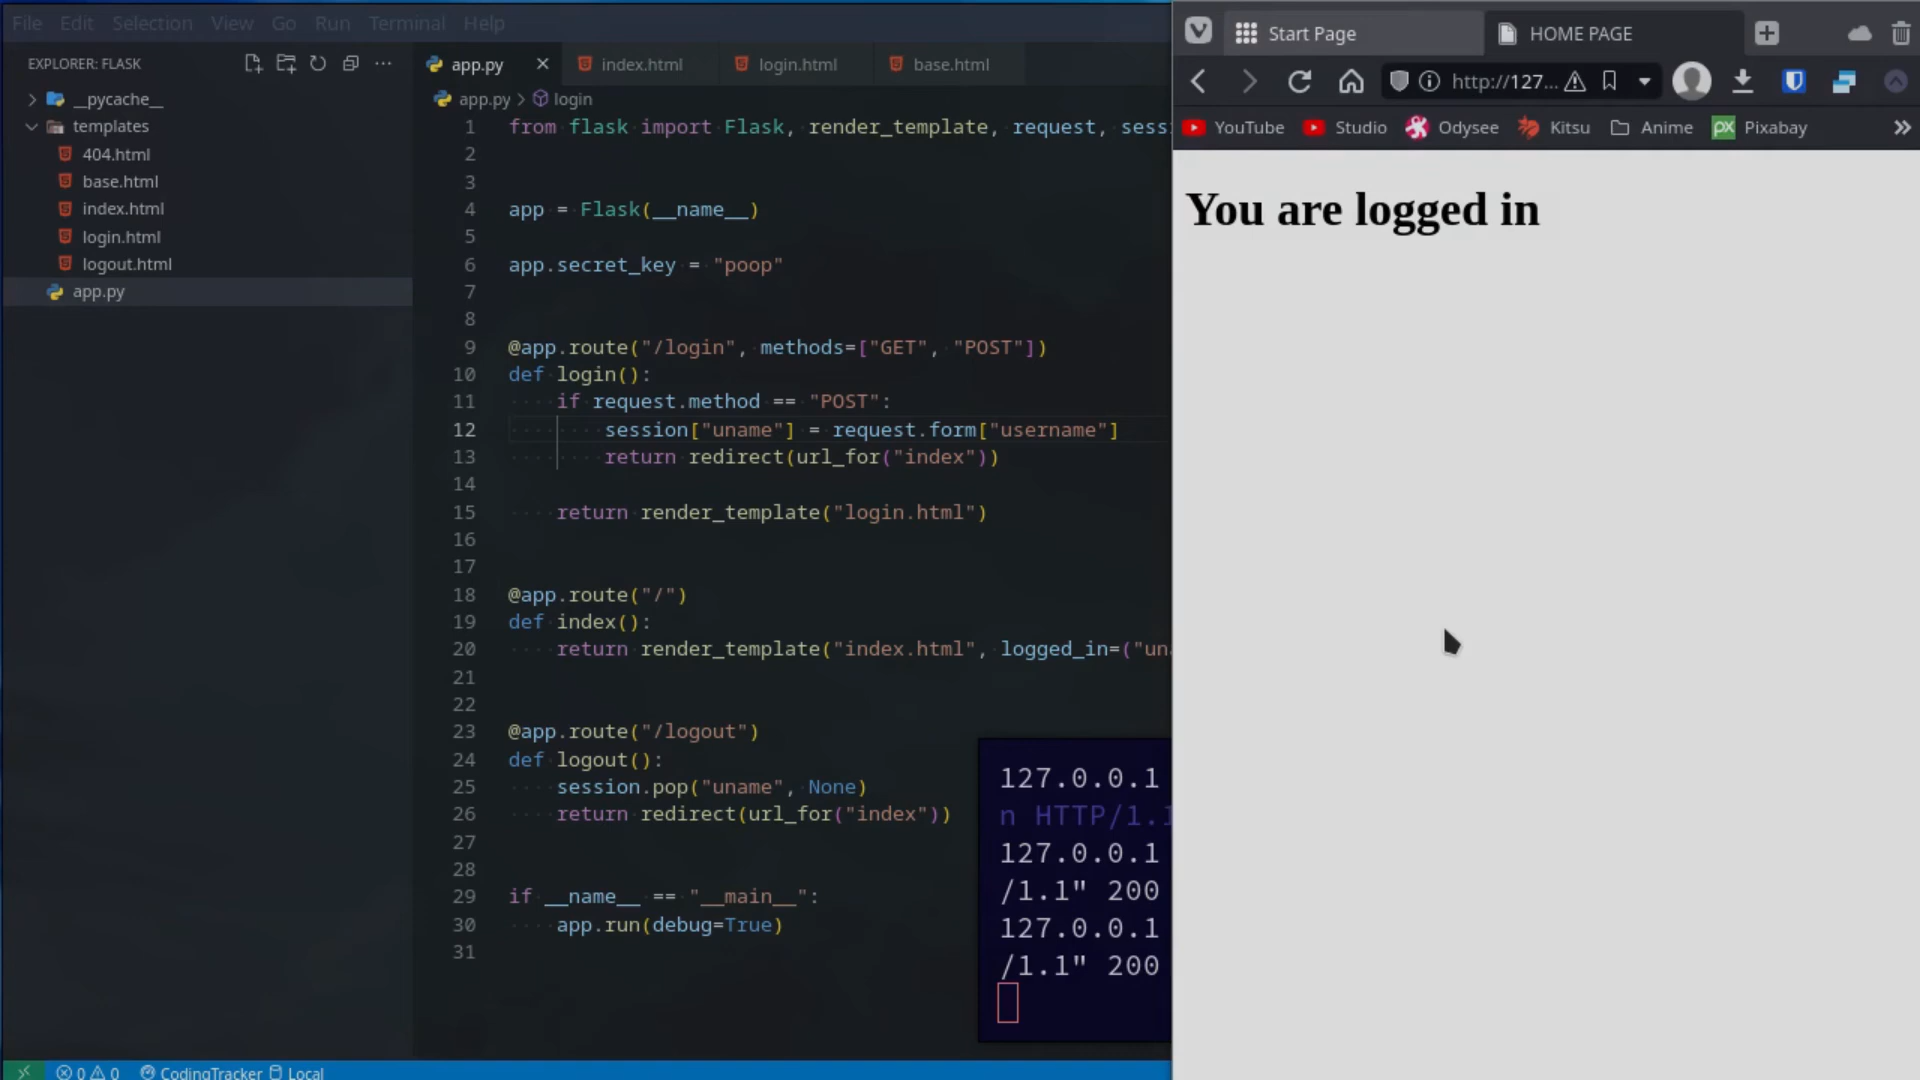 File Edit Selection View Go Run Terminal Help
EXPLORER: FLASK
__pycache__
templates
404.html
base.html
index.html
login.html
logout.html
app.py
app.py index.html login.html base.html
app.py > login
1 from flask import Flask, render_template, request, sess
2
3
4 app = Flask(__name__)
5
6 app.secret_key = "poop"
7
8
9 @app.route("/login", methods=["GET", "POST"])
10 def login():
11 if request.method == "POST":
12 session["uname"] = request.form["username"]
13 return redirect(url_for("index"))
14
15 return render_template("login.html")
16
17
18 @app.route("/")
19 def index():
20 return render_template("index.html", logged_in=("una
21
22
23 @app.route("/logout")
24 def logout():
25 session.pop("uname", None)
26 return redirect(url_for("index"))
27
28
29 if __name__ == "__main__":
30 app.run(debug=True)
31
127.0.0.1
n HTTP/1.1
127.0.0.1
/1.1" 200
127.0.0.1
/1.1" 200
0 0 CodingTracker Local
Start Page HOME PAGE
http://127...
YouTube Studio Odysee Kitsu Anime px Pixabay
You are logged in